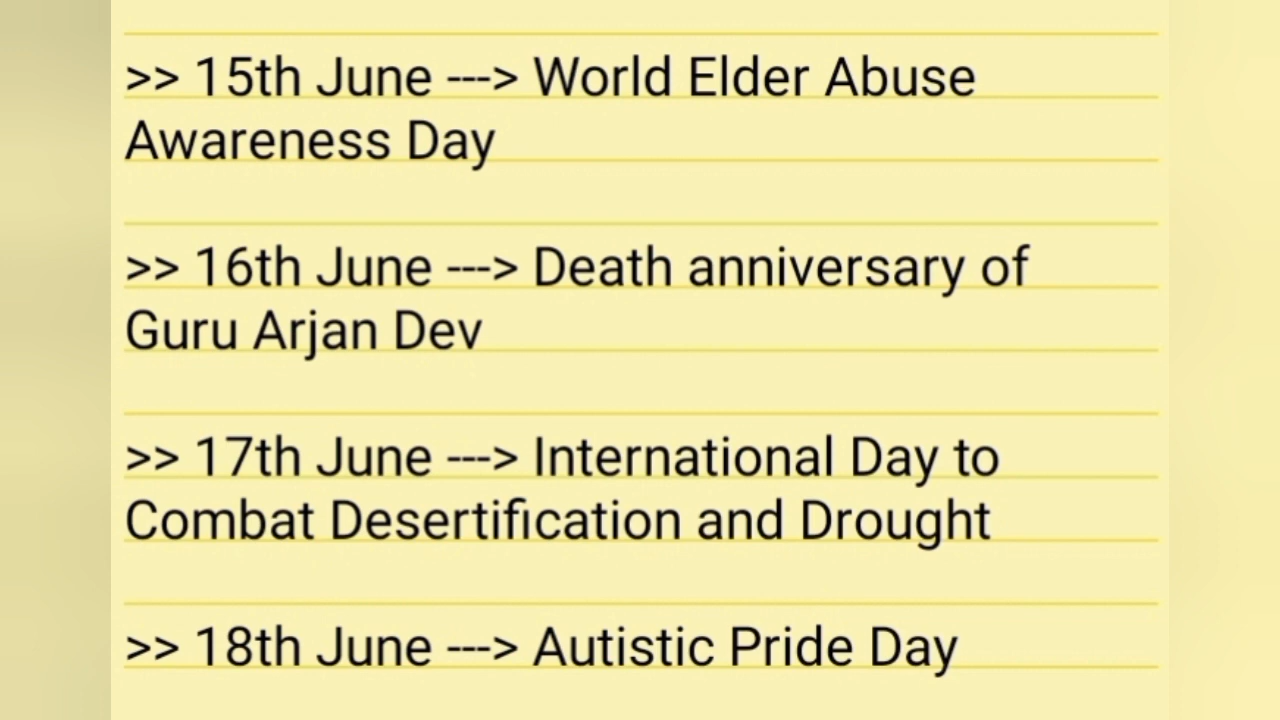 >> 15th June ---> World Elder Abuse
Awareness Day
>> 16th June ---> Death anniversary of
Guru Arjan Dev
>> 17th June ---> International Day to
Combat Desertification and Drought
>> 18th June ---> Autistic Pride Day